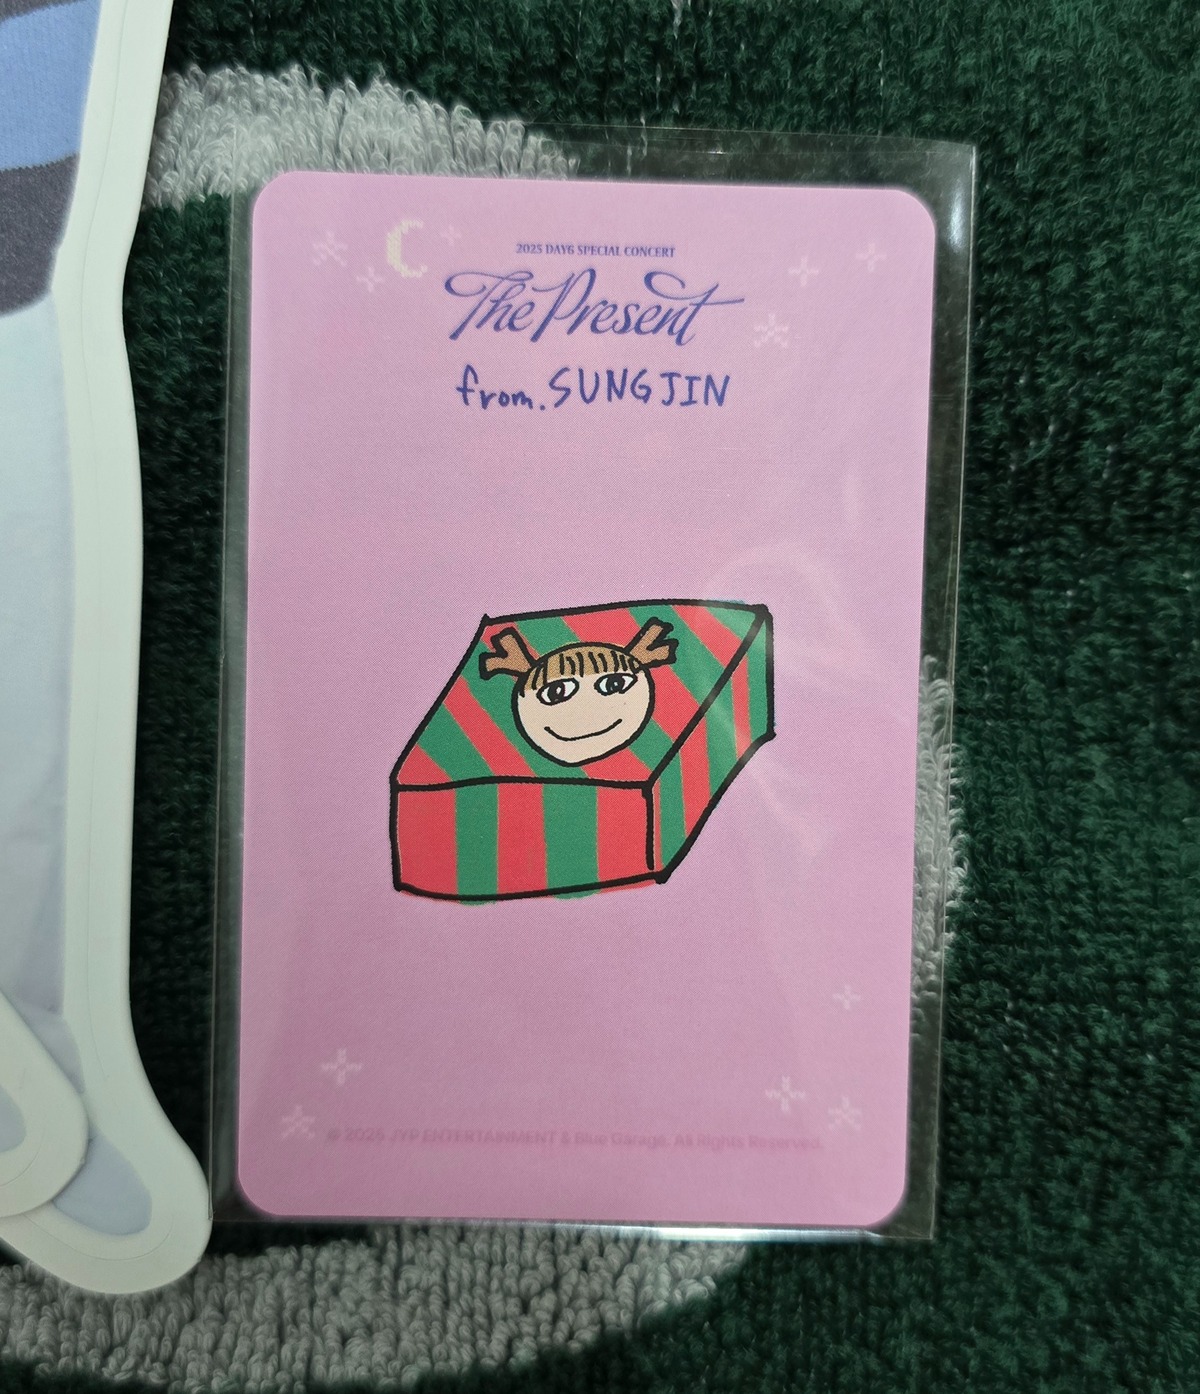 2025 DAY6 SPECIAL CONCERT
The Present
from. SUNGJIN
© 2025 JYP ENTERTAINMENT & Blue Garage. All Rights Reserved.